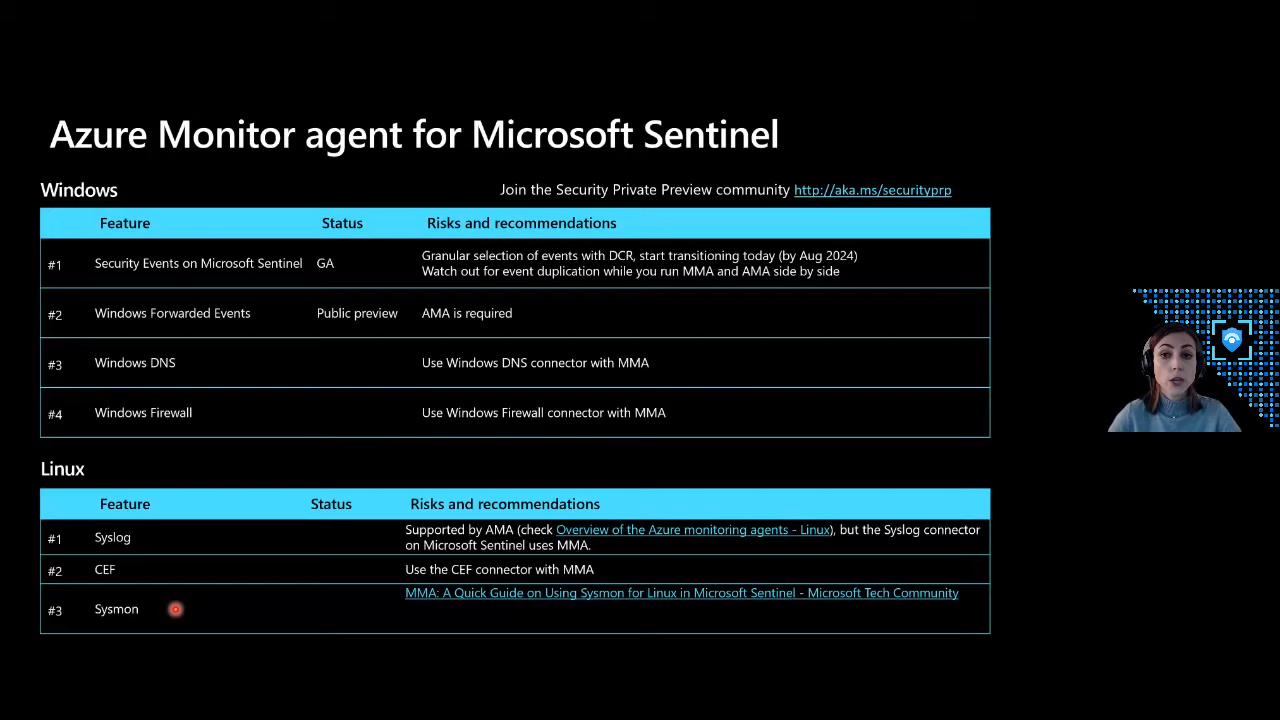 Azure Monitor agent for Microsoft Sentinel
Windows
Join the Security Private Preview community http://aka.ms/securityprp
Feature Status Risks and recommendations
#1 Security Events on Microsoft Sentinel GA Granular selection of events with DCR, start transitioning today (by Aug 2024)
Watch out for event duplication while you run MMA and AMA side by side
#2 Windows Forwarded Events Public preview AMA is required
#3 Windows DNS Use Windows DNS connector with MMA
#4 Windows Firewall Use Windows Firewall connector with MMA
Linux
Feature Status Risks and recommendations
#1 Syslog Supported by AMA (check Overview of the Azure monitoring agents - Linux), but the Syslog connector
on Microsoft Sentinel uses MMA.
#2 CEF Use the CEF connector with MMA
#3 Sysmon MMA: A Quick Guide on Using Sysmon for Linux in Microsoft Sentinel - Microsoft Tech Community